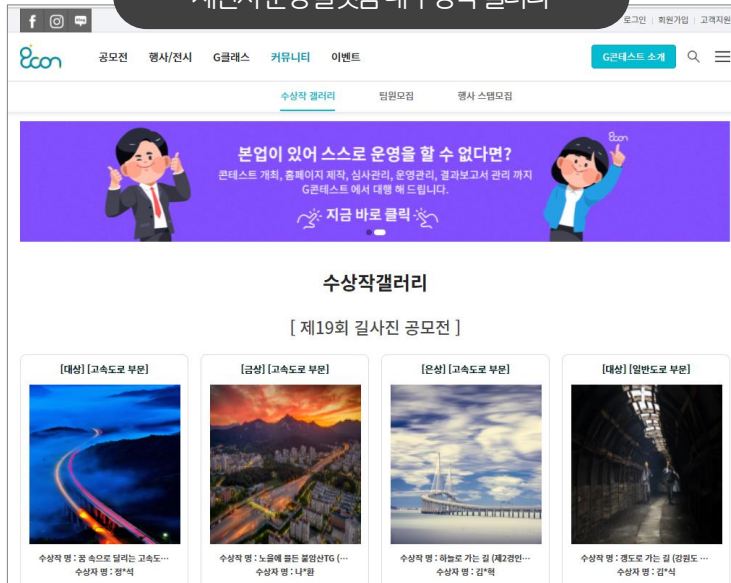 로그인 | 회원가입 | 고객지원
f
8con
공모전 행사/전시 G클래스 커뮤니티 이벤트
G콘테스트 소개
수상작 갤러리 팀원모집 행사 스탭모집
본업이 있어 스스로 운영을 할 수 없다면?
콘테스트 개최, 홈페이지 제작, 심사관리, 운영관리, 결과보고서 관리 까지
G콘테스트 에서 대행 해 드립니다.
지금 바로 클릭
8con
수상작갤러리
[ 제19회 길사진 공모전 ]
[대상] [고속도로 부문]
수상작 명 : 꿈 속으로 달리는 고속도…
수상자 명 : 정*석
[금상] [고속도로 부문]
수상작 명 : 노을에 물든 불암산TG (…
수상자 명 : 나*환
[은상] [고속도로 부문]
수상작 명 : 하늘로 가는 길 (제2경인…
수상자 명 : 김*혁
[대상] [일반도로 부문]
수상작 명 : 갱도로 가는 길 (강원도 …
수상자 명 : 김*식